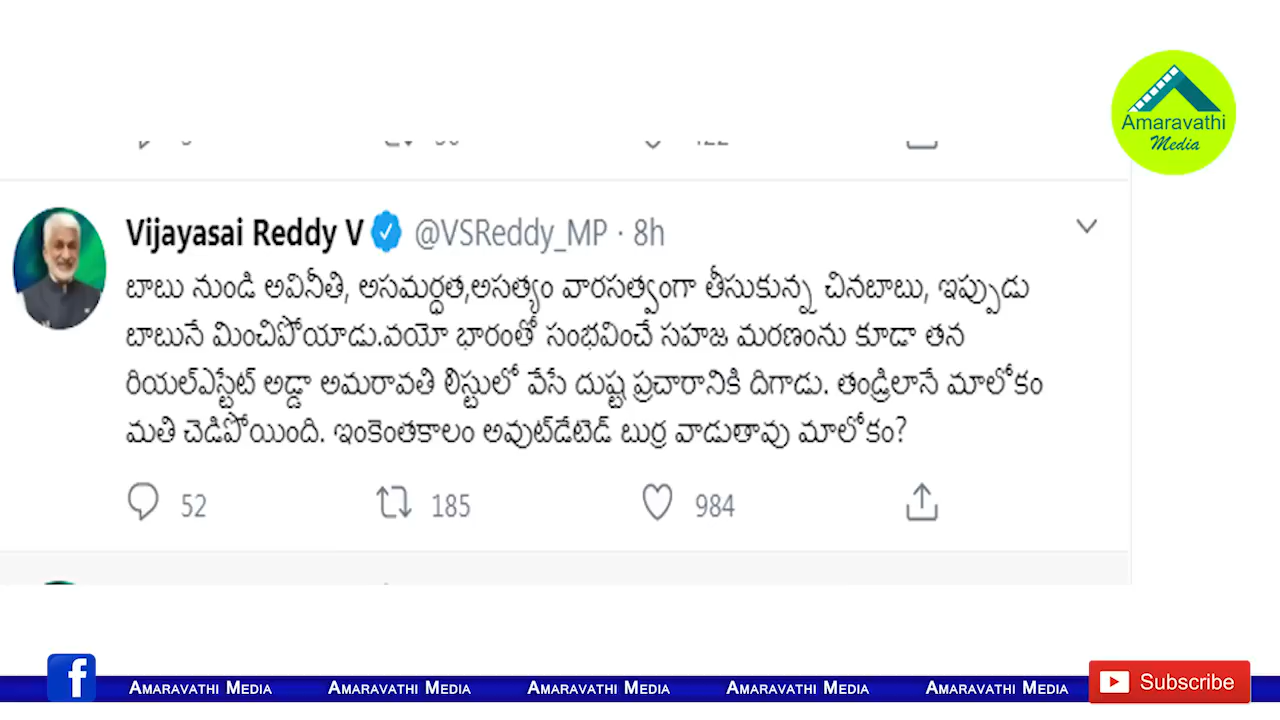 Amaravathi
Media
Vijayasai Reddy V @VSReddy_MP · 8h
బాబు నుండి అవినీతి, అసమర్ధత,అసత్యం వారసత్వంగా తీసుకున్న చినబాబు, ఇప్పుడు
బాబునే మించిపోయాడు.వయో భారంతో సంభవించే సహజ మరణంను కూడా తన
రియల్ఎస్టేట్ అడ్డా అమరావతి లిస్టులో వేసే దుష్ట ప్రచారానికి దిగాడు. తండ్రిలానే మాలోకం
మతి చెడిపోయింది. ఇంకెంతకాలం అవుట్‌డేటెడ్ బుర్ర వాడుతావు మాలోకం?
52 185 984
f Amaravathi Media Amaravathi Media Amaravathi Media Amaravathi Media Amaravathi Media Subscribe